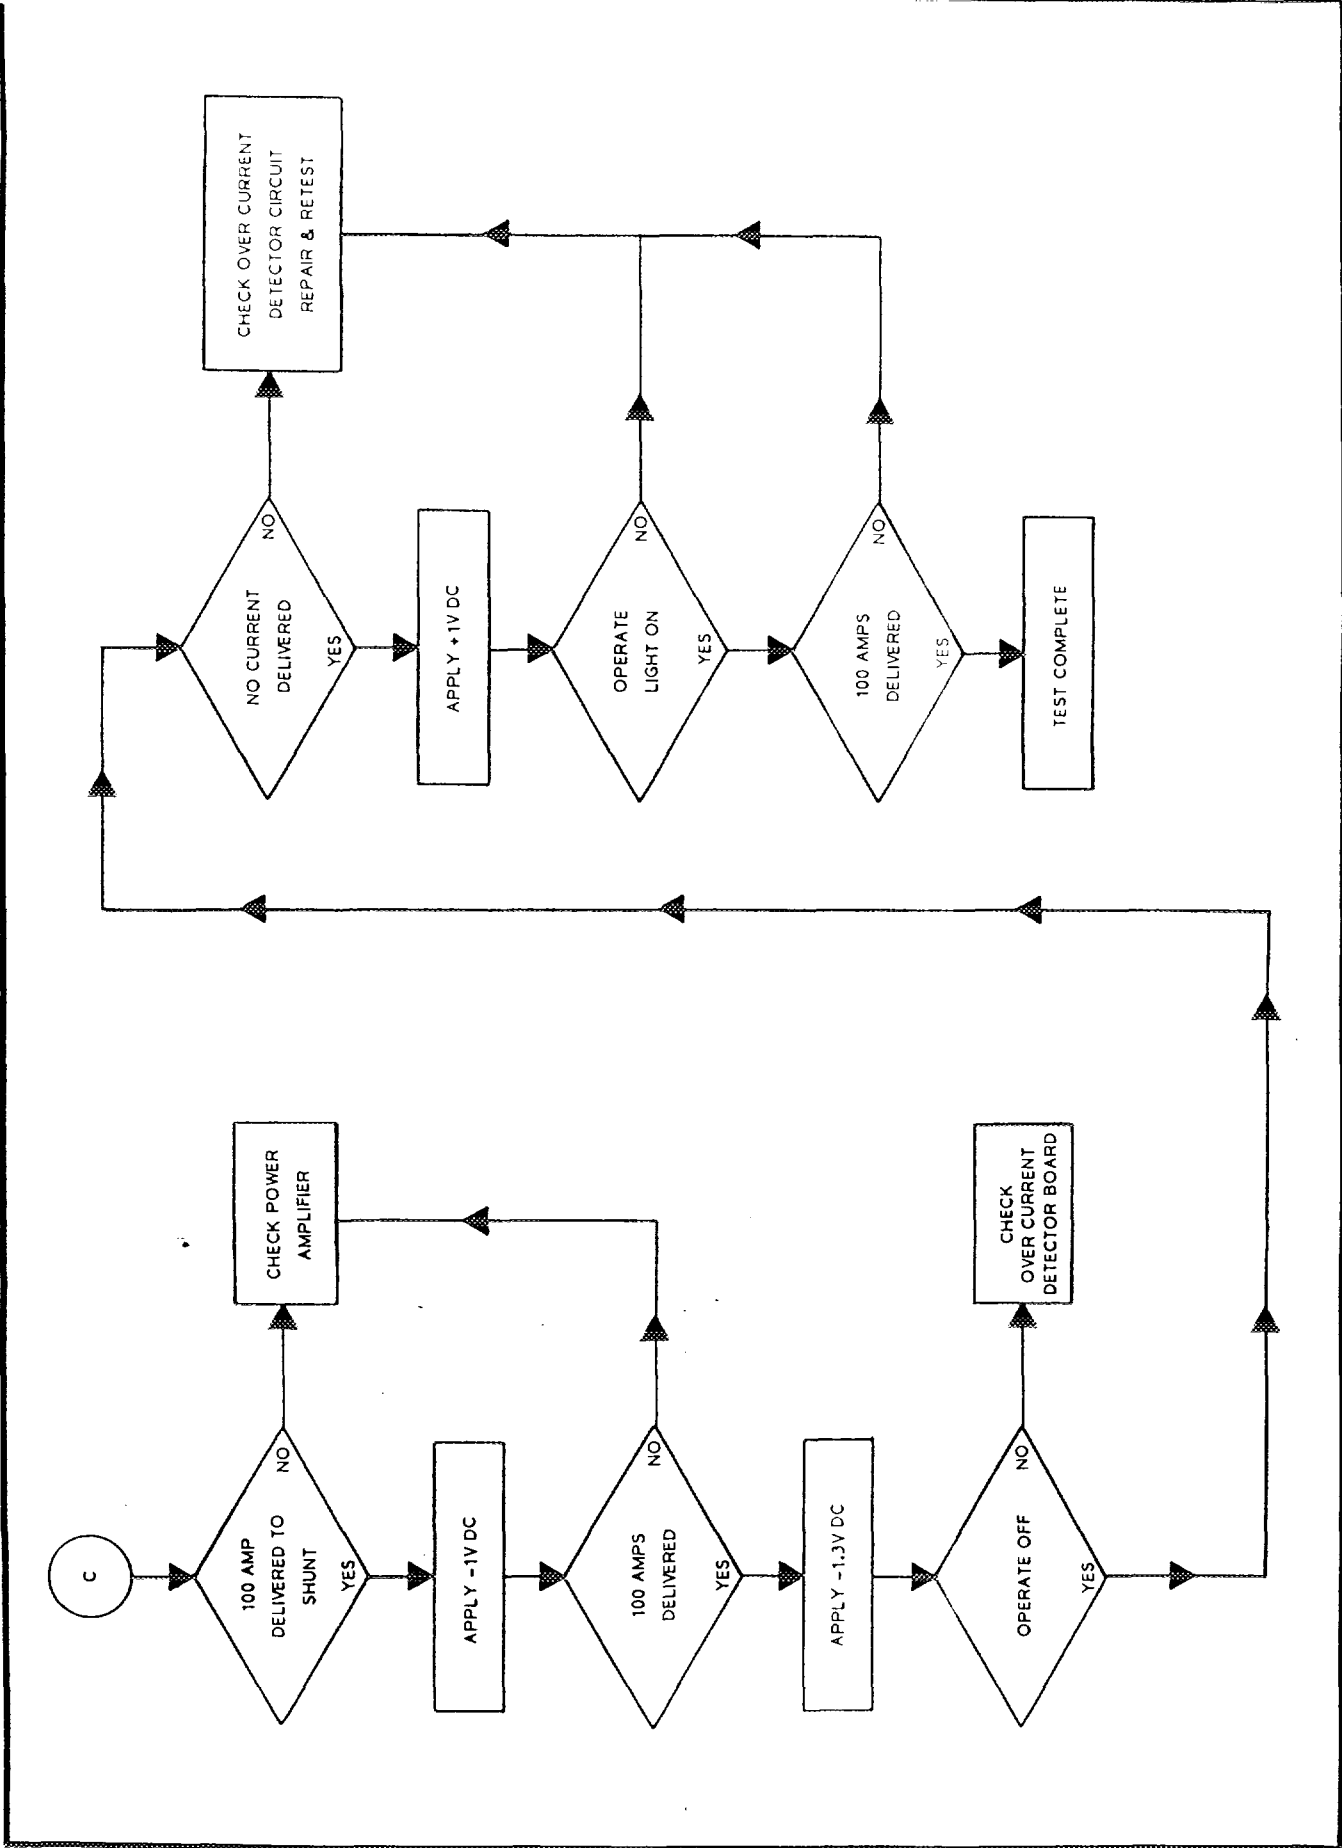 C
100 AMP
DELIVERED TO
SHUNT
NO
YES
CHECK POWER
AMPLIFIER
APPLY -1V DC
100 AMPS
DELIVERED
NO
YES
APPLY -1.3V DC
OPERATE OFF
NO
YES
CHECK
OVER CURRENT
DETECTOR BOARD
NO CURRENT
DELIVERED
NO
YES
CHECK OVER CURRENT
DETECTOR CIRCUIT
REPAIR & RETEST
APPLY +1V DC
OPERATE
LIGHT ON
NO
YES
100 AMPS
DELIVERED
NO
YES
TEST COMPLETE